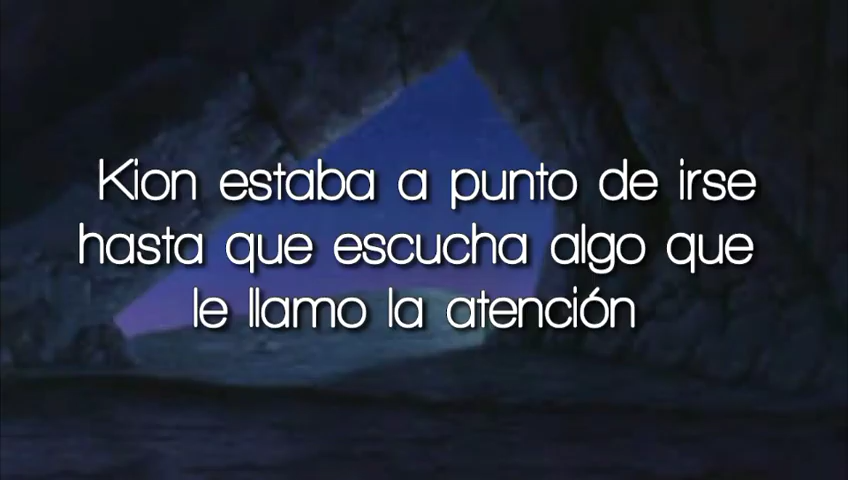 Kion estaba a punto de irse
hasta que escucha algo que
le llamo la atención